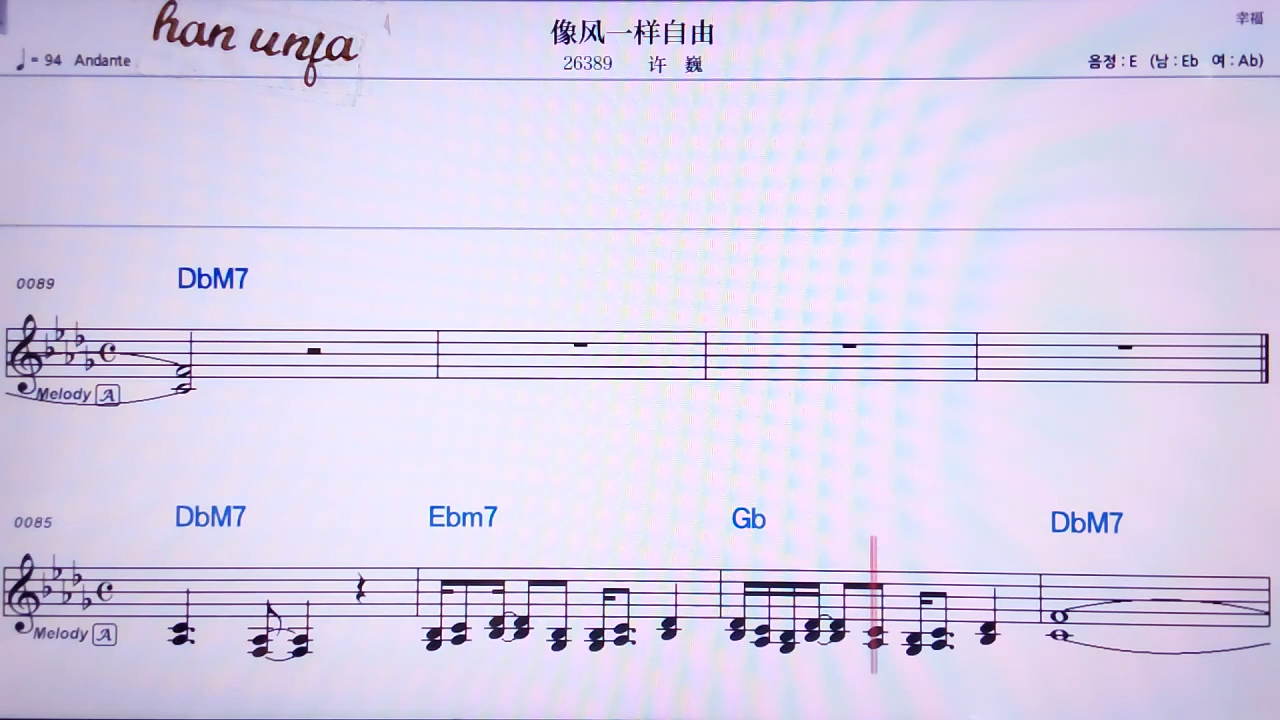 han unja
像风一样自由
幸福
♩= 94 Andante
26389 许 巍
음정 : E (남 : Eb 여 : Ab)
0089 DbM7
Melody A
0085 DbM7 Ebm7 Gb DbM7
Melody A